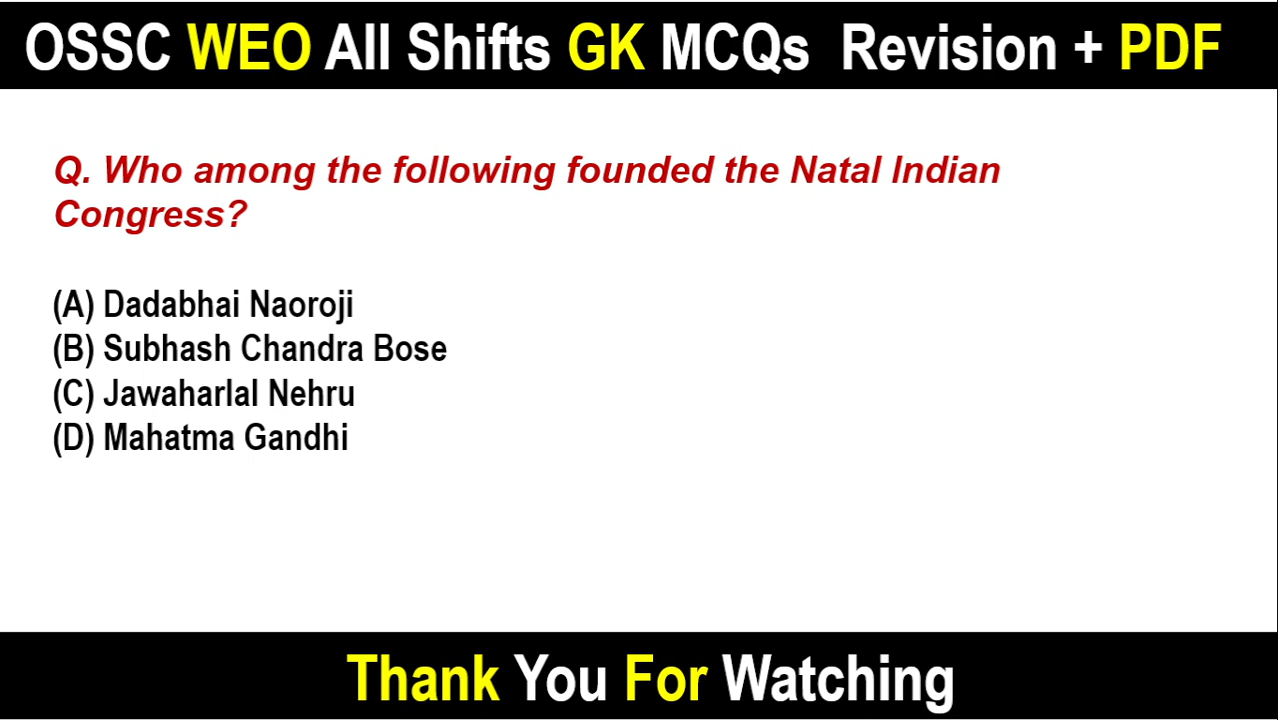 OSSC WEO All Shifts GK MCQs Revision + PDF
Q. Who among the following founded the Natal Indian
Congress?
(A) Dadabhai Naoroji
(B) Subhash Chandra Bose
(C) Jawaharlal Nehru
(D) Mahatma Gandhi
Thank You For Watching